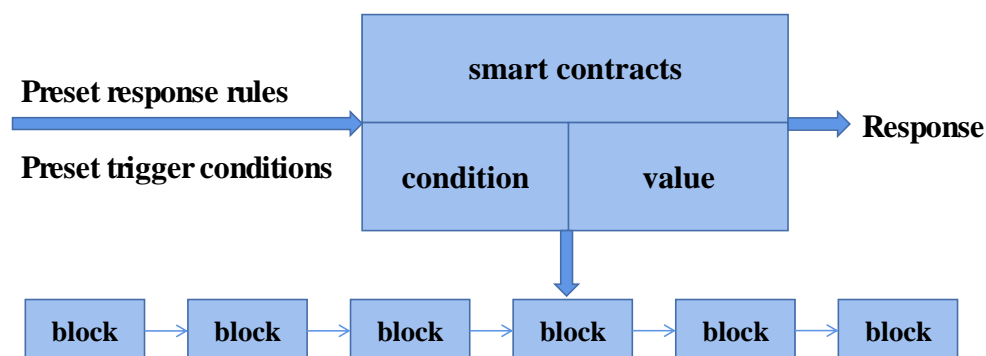 smart contracts
Preset response rules
Response
Preset trigger conditions
condition value
block block block block block block